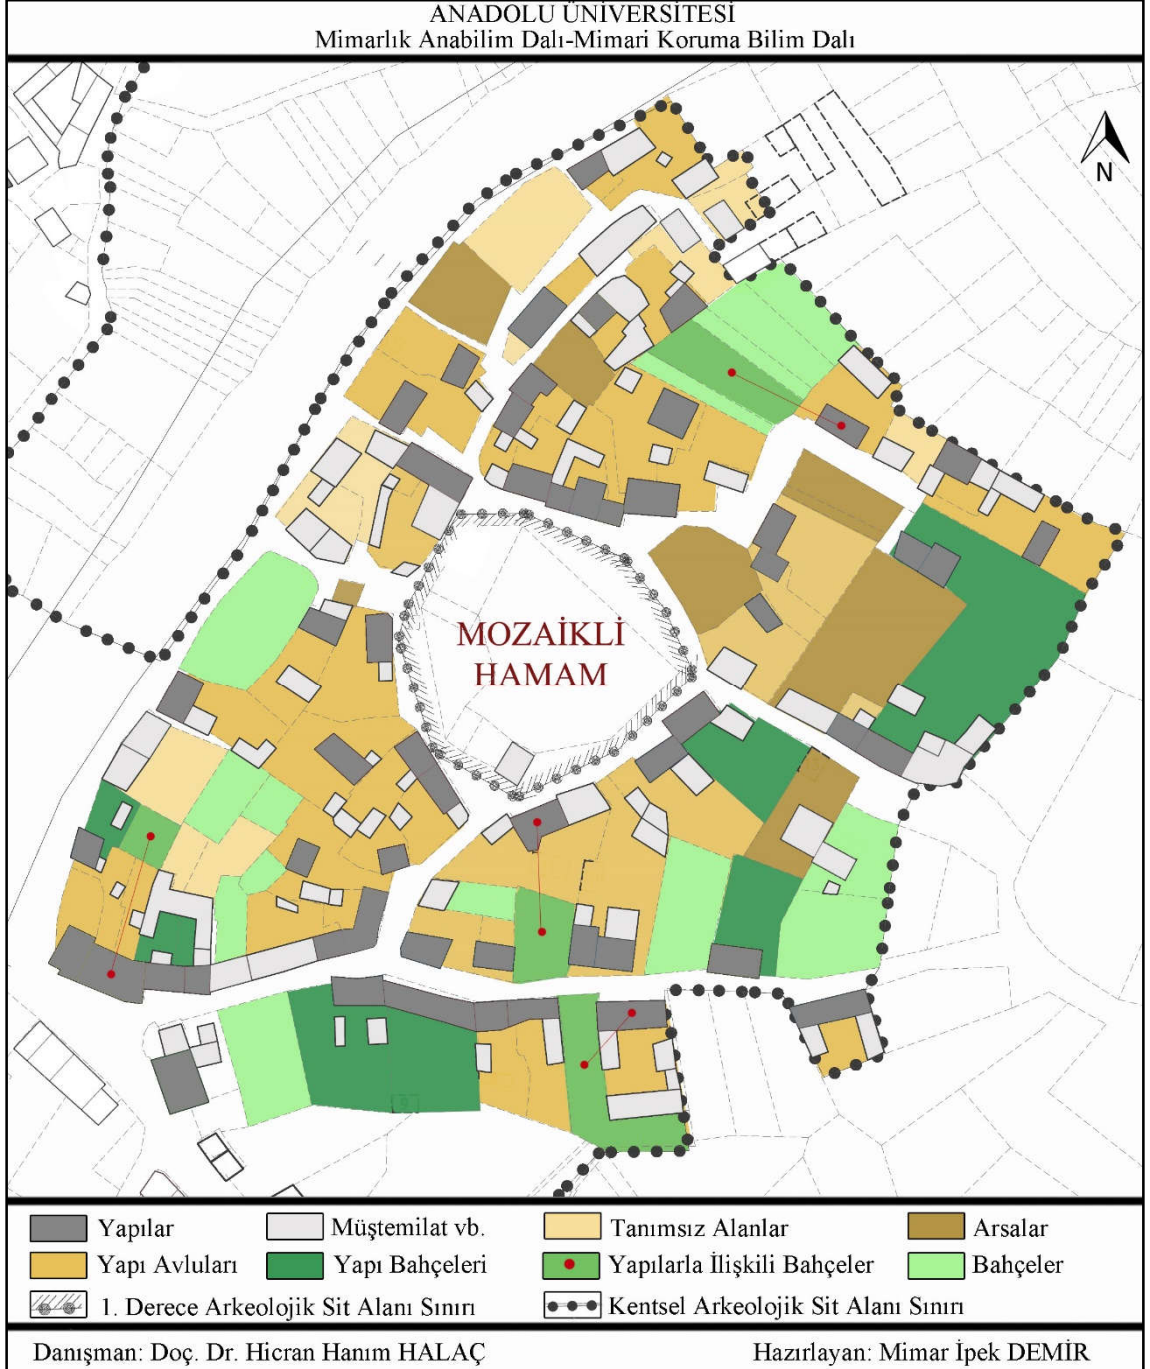 ANADOLU ÜNİVERSİTESİ
Mimarlık Anabilim Dalı-Mimari Koruma Bilim Dalı
N
MOZAİKLİ
HAMAM
Yapılar
Müştemilat vb.
Tanımsız Alanlar
Arsalar
Yapı Avluları
Yapı Bahçeleri
Yapılarla İlişkili Bahçeler
Bahçeler
1. Derece Arkeolojik Sit Alanı Sınırı
Kentsel Arkeolojik Sit Alanı Sınırı
Danışman: Doç. Dr. Hicran Hanım HALAÇ
Hazırlayan: Mimar İpek DEMİR